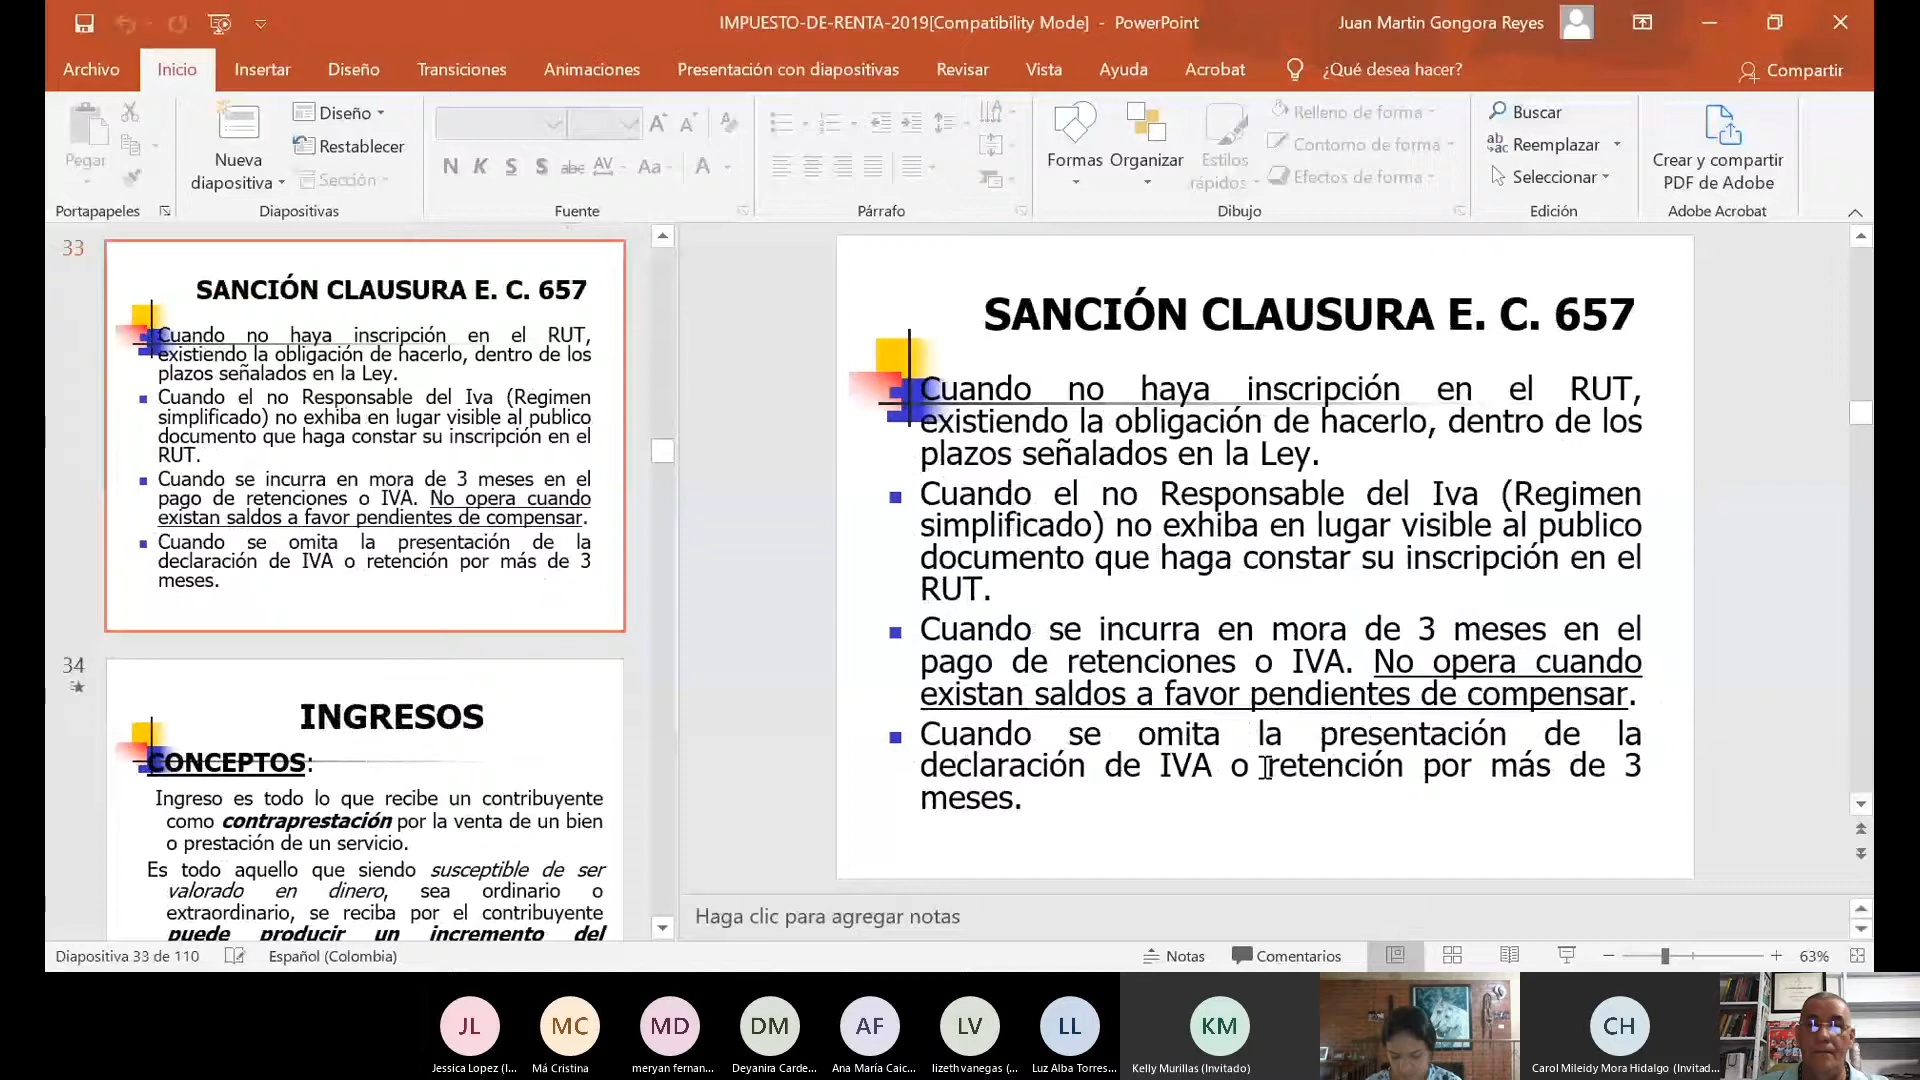 IMPUESTO-DE-RENTA-2019[Compatibility Mode] - PowerPoint
Juan Martin Gongora Reyes
Archivo Inicio Insertar Diseño Transiciones Animaciones Presentación con diapositivas Revisar Vista Ayuda Acrobat ¿Qué desea hacer? Compartir
Pegar
Portapapeles
Nueva
diapositiva
Diseño
Restablecer
Sección
Diapositivas
N K S S abc AV Aa A
Fuente
Párrafo
Formas
Organizar
Estilos
rápidos
Relleno de forma
Contorno de forma
Efectos de forma
Dibujo
Buscar
Reemplazar
Seleccionar
Edición
Crear y compartir
PDF de Adobe
Adobe Acrobat
33
SANCIÓN CLAUSURA E. C. 657
Cuando no haya inscripción en el RUT,
existiendo la obligación de hacerlo, dentro de los
plazos señalados en la Ley.
Cuando el no Responsable del Iva (Regimen
simplificado) no exhiba en lugar visible al publico
documento que haga constar su inscripción en el
RUT.
Cuando se incurra en mora de 3 meses en el
pago de retenciones o IVA. No opera cuando
existan saldos a favor pendientes de compensar.
Cuando se omita la presentación de la
declaración de IVA o retención por más de 3
meses.
34
INGRESOS
CONCEPTOS:
Ingreso es todo lo que recibe un contribuyente
como contraprestación por la venta de un bien
o prestación de un servicio.
Es todo aquello que siendo susceptible de ser
valorado en dinero, sea ordinario o
extraordinario, se reciba por el contribuyente
puede producir un incremento del
SANCIÓN CLAUSURA E. C. 657
Cuando no haya inscripción en el RUT,
existiendo la obligación de hacerlo, dentro de los
plazos señalados en la Ley.
Cuando el no Responsable del Iva (Regimen
simplificado) no exhiba en lugar visible al publico
documento que haga constar su inscripción en el
RUT.
Cuando se incurra en mora de 3 meses en el
pago de retenciones o IVA. No opera cuando
existan saldos a favor pendientes de compensar.
Cuando se omita la presentación de la
declaración de IVA o retención por más de 3
meses.
Haga clic para agregar notas
Diapositiva 33 de 110 Español (Colombia) Notas Comentarios 63%
JL MC MD DM AF LV LL KM CH
Jessica Lopez (I... Má Cristina meryan fernan... Deyanira Carde... Ana María Caic... lizeth vanegas (... Luz Alba Torres... Kelly Murillas (Invitado) Carol Mileidy Mora Hidalgo (Invitad...